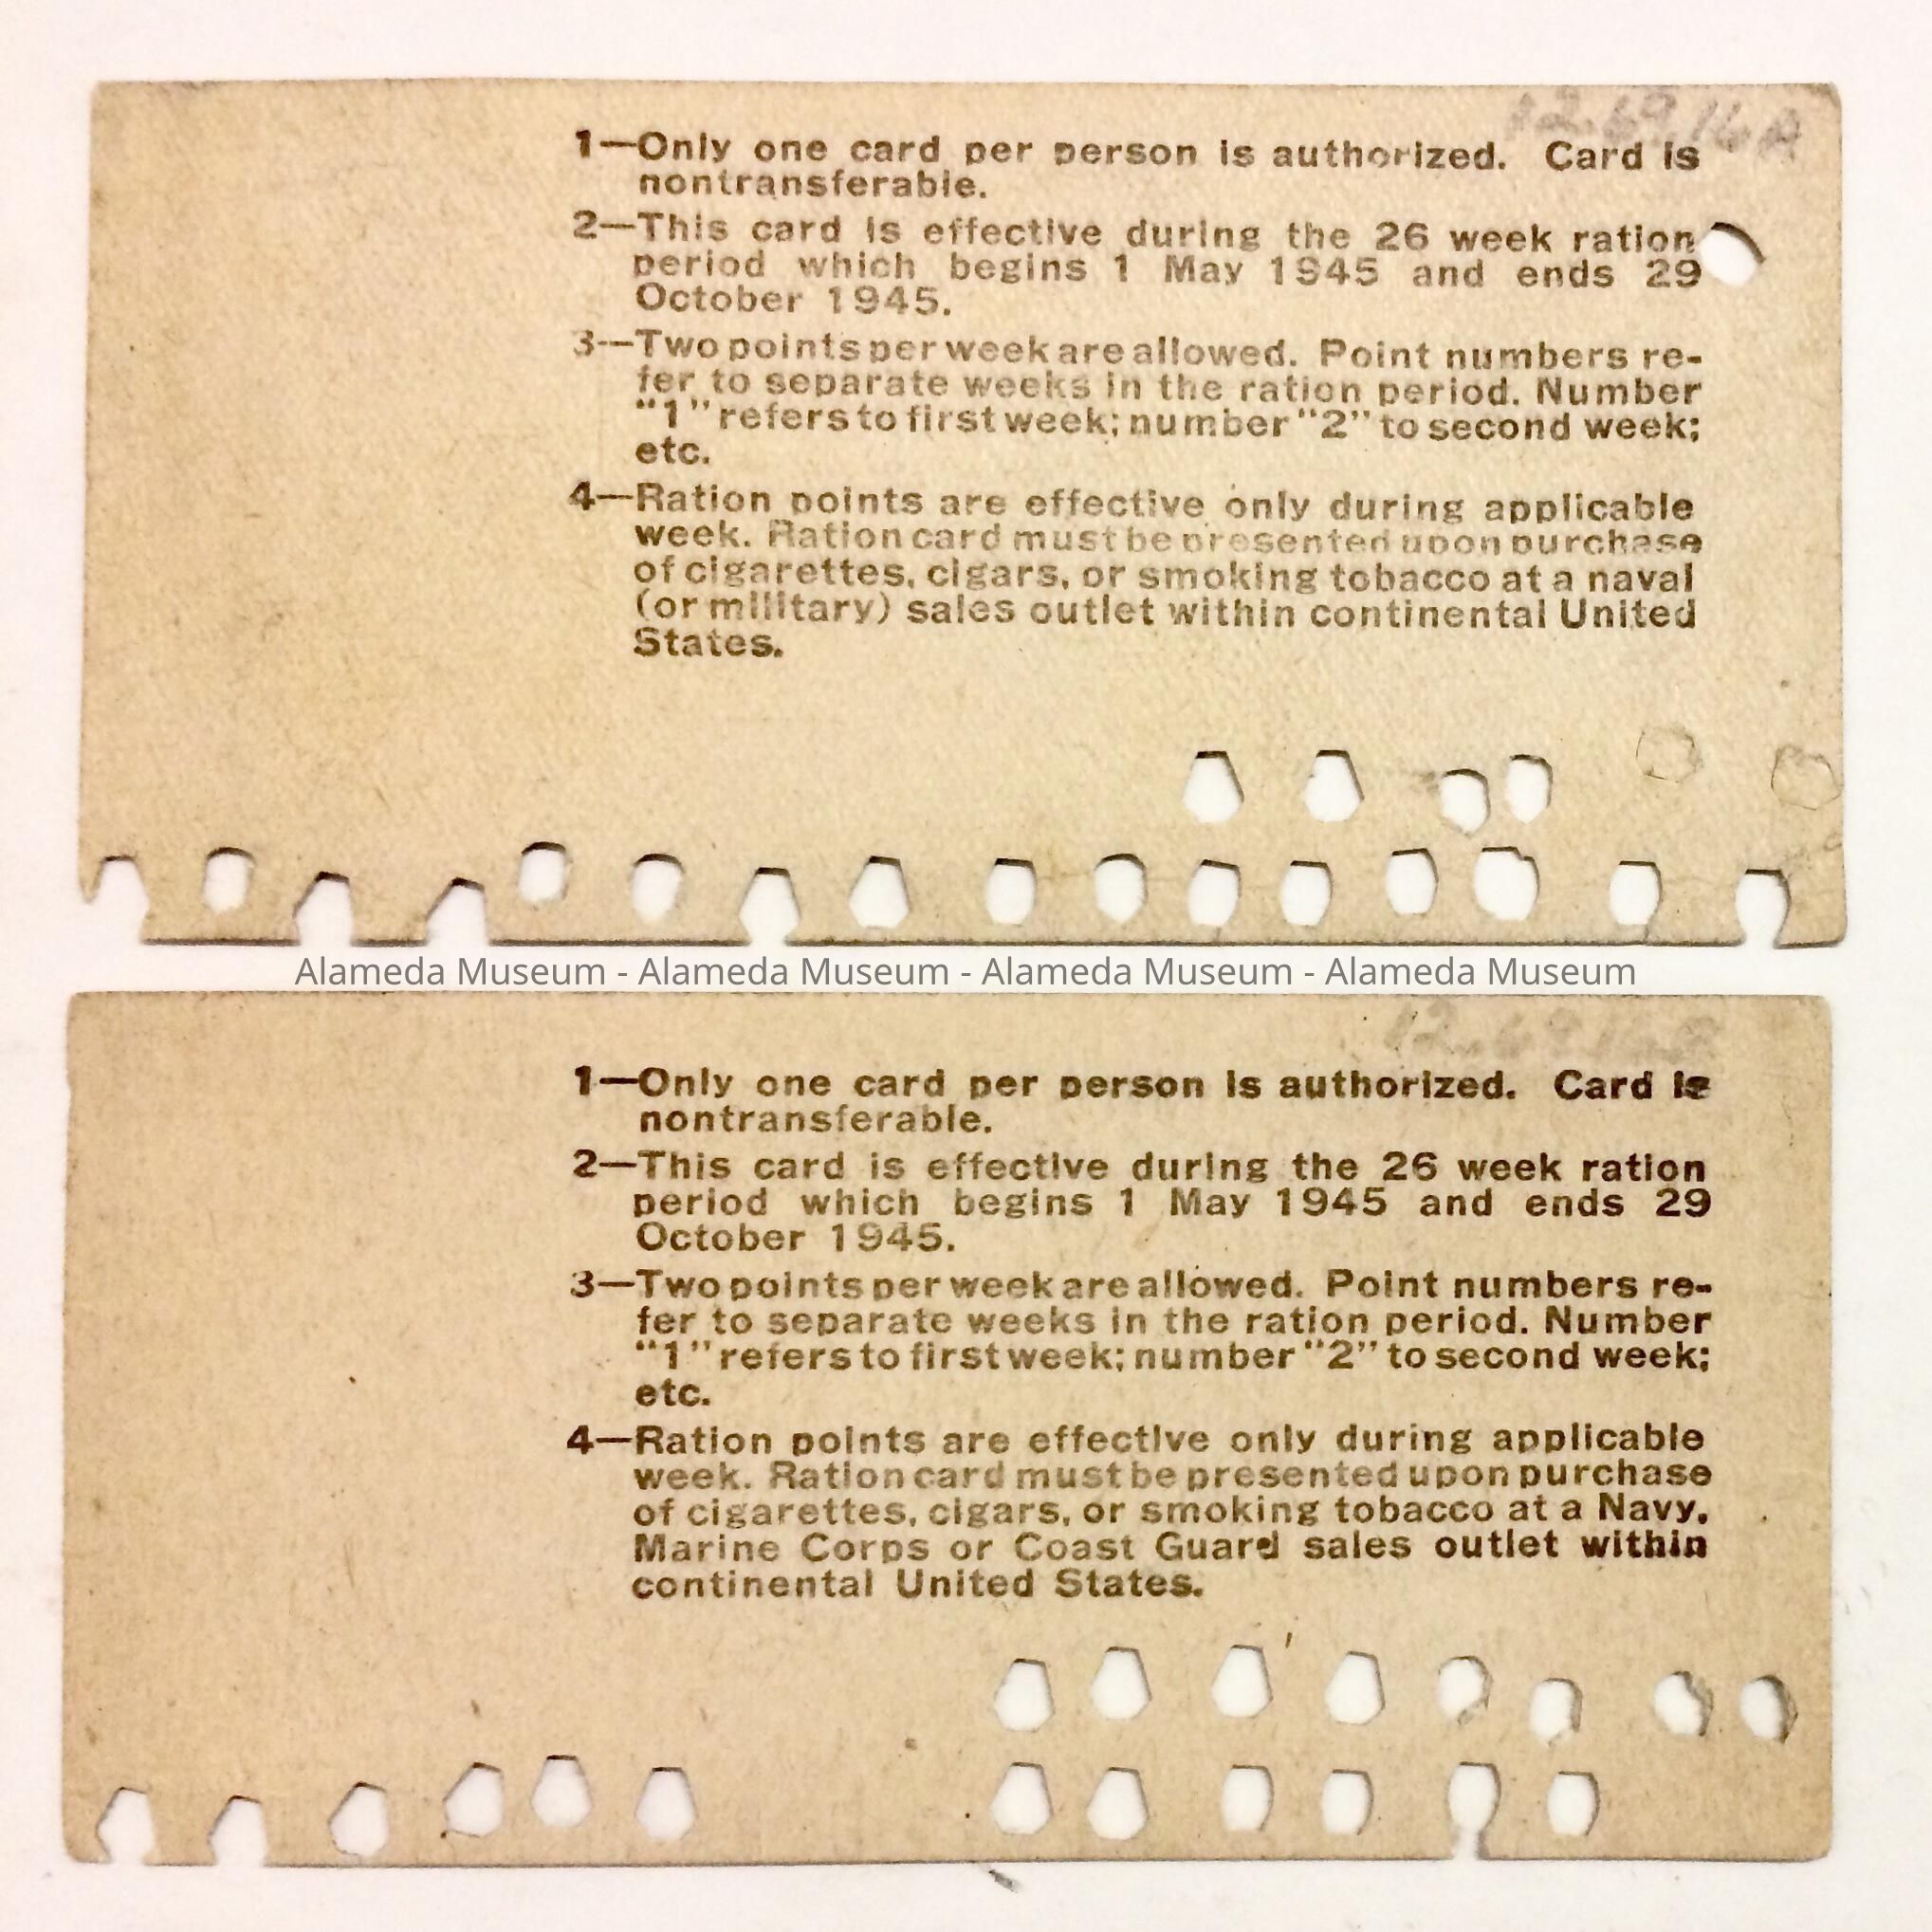 1—Only one card per person is authorized. Card is
nontransferable.
2—This card is effective during the 26 week ration
period which begins 1 May 1945 and ends 29
October 1945.
3—Two points per week are allowed. Point numbers re-
fer to separate weeks in the ration period. Number
“1” refers to first week; number “2” to second week;
etc.
4—Ration points are effective only during applicable
week. Ration card must be presented upon purchase
of cigarettes, cigars, or smoking tobacco at a naval
(or military) sales outlet within continental United
States.
Alameda Museum - Alameda Museum - Alameda Museum - Alameda Museum
1—Only one card per person is authorized. Card is
nontransferable.
2—This card is effective during the 26 week ration
period which begins 1 May 1945 and ends 29
October 1945.
3—Two points per week are allowed. Point numbers re-
fer to separate weeks in the ration period. Number
“1” refers to first week; number “2” to second week;
etc.
4—Ration points are effective only during applicable
week. Ration card must be presented upon purchase
of cigarettes, cigars, or smoking tobacco at a Navy,
Marine Corps or Coast Guard sales outlet within
continental United States.